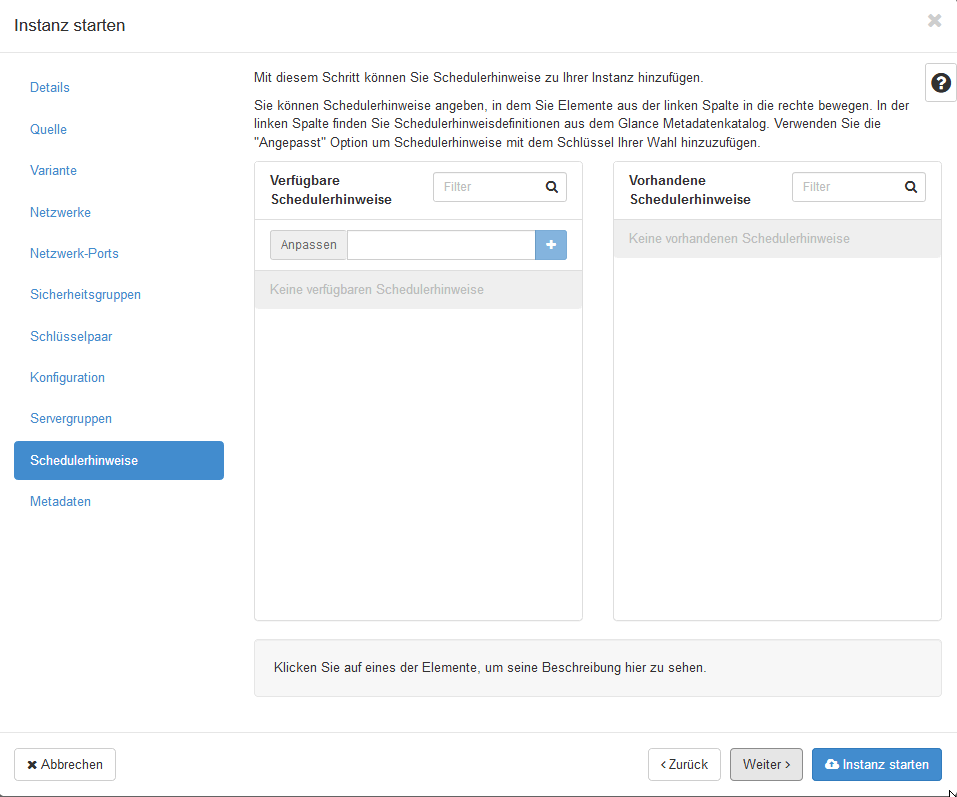 Instanz starten
Details
Quelle
Variante
Netzwerke
Netzwerk-Ports
Sicherheitsgruppen
Schlüsselpaar
Konfiguration
Servergruppen
Schedulerhinweise
Metadaten
Mit diesem Schritt können Sie Schedulerhinweise zu Ihrer Instanz hinzufügen.
Sie können Schedulerhinweise angeben, in dem Sie Elemente aus der linken Spalte in die rechte bewegen. In der
linken Spalte finden Sie Schedulerhinweisdefinitionen aus dem Glance Metadatenkatalog. Verwenden Sie die
"Angepasst" Option um Schedulerhinweise mit dem Schlüssel Ihrer Wahl hinzuzufügen.
Verfügbare
Schedulerhinweise
Filter
Anpassen
Keine verfügbaren Schedulerhinweise
Vorhandene
Schedulerhinweise
Filter
Keine vorhandenen Schedulerhinweise
Klicken Sie auf eines der Elemente, um seine Beschreibung hier zu sehen.
Abbrechen
Zurück
Weiter
Instanz starten